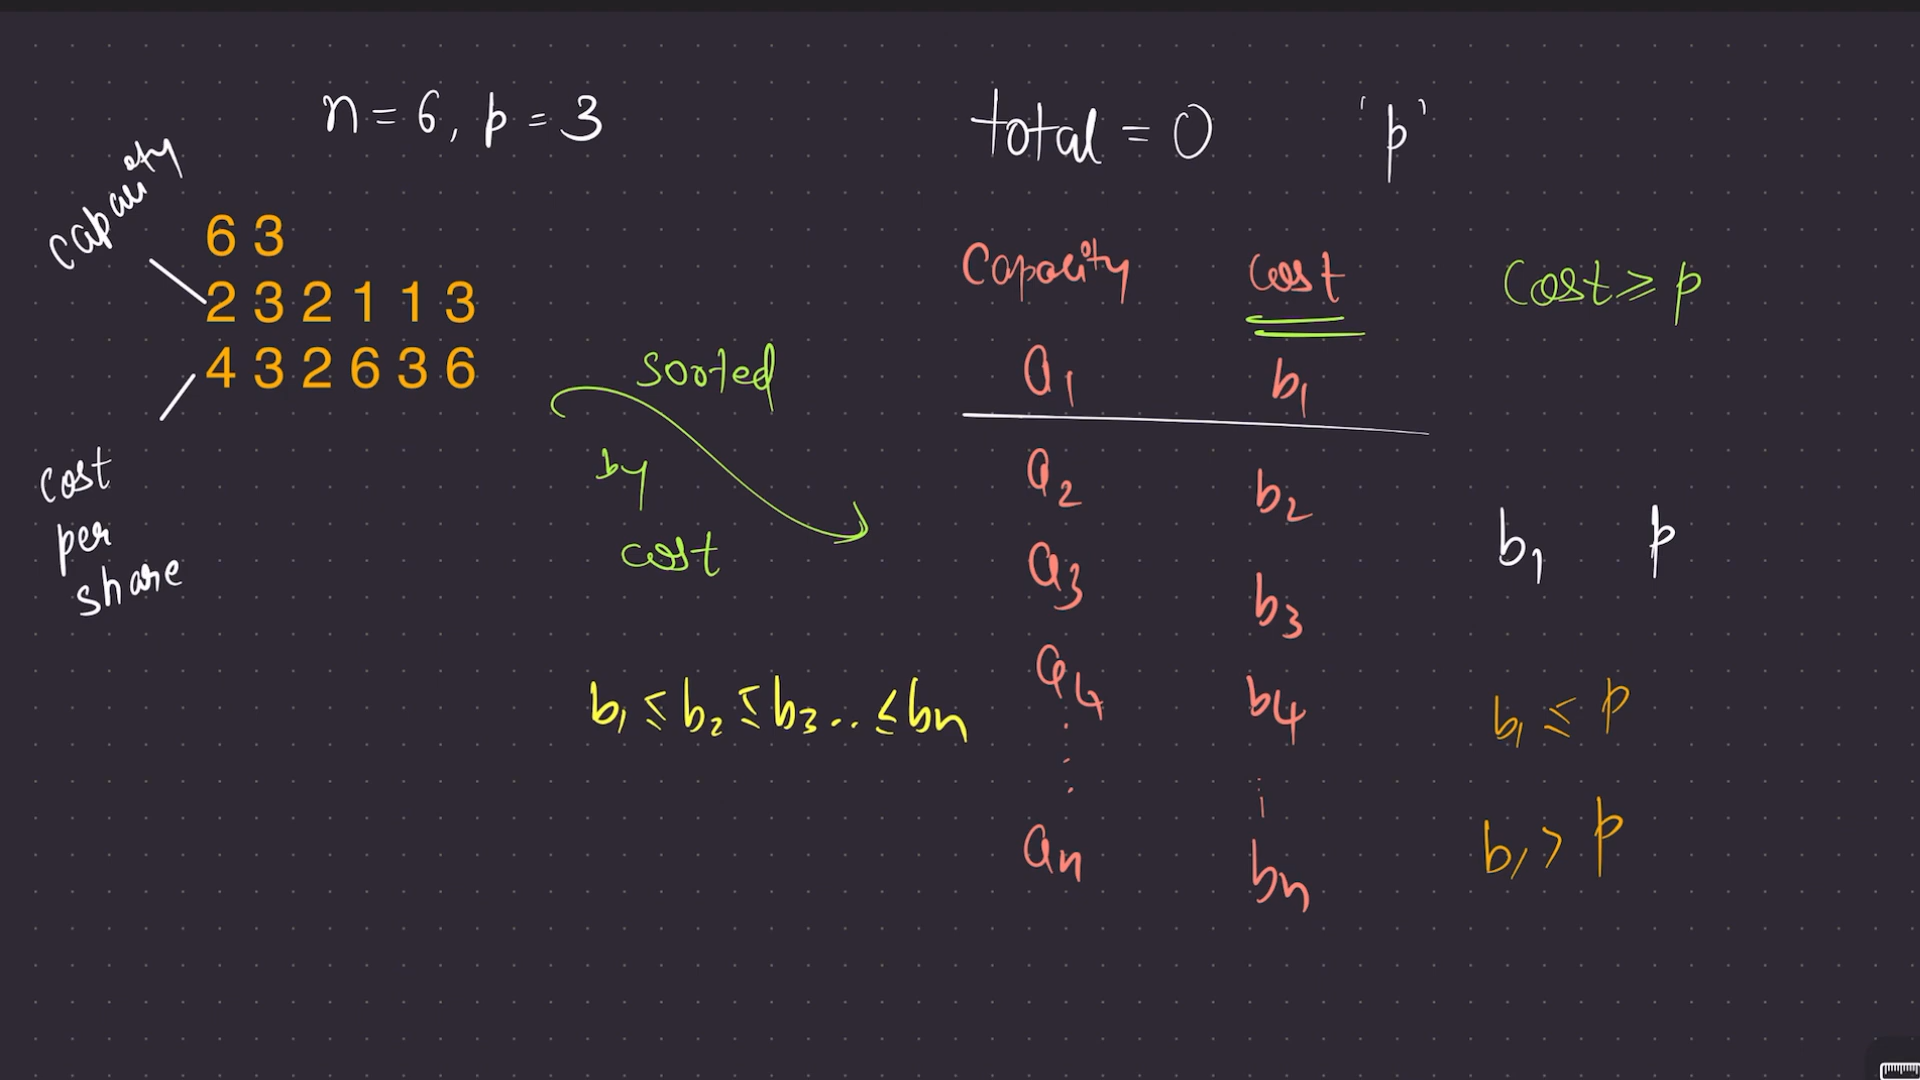 n = 6, p = 3
capacity
6 3
2 3 2 1 1 3
4 3 2 6 3 6
cost
per
share
sorted
by
cost
b₁ ≤ b₂ ≤ b₃ .. ≤ bn
total = 0 'p'
Capacity cost cost ≥ p
a₁ b₁
a₂ b₂
a₃ b₃
a₄ b₄
⋮ ⋮
an bn
b₁ p
b₁ ≤ p
b₁ > p